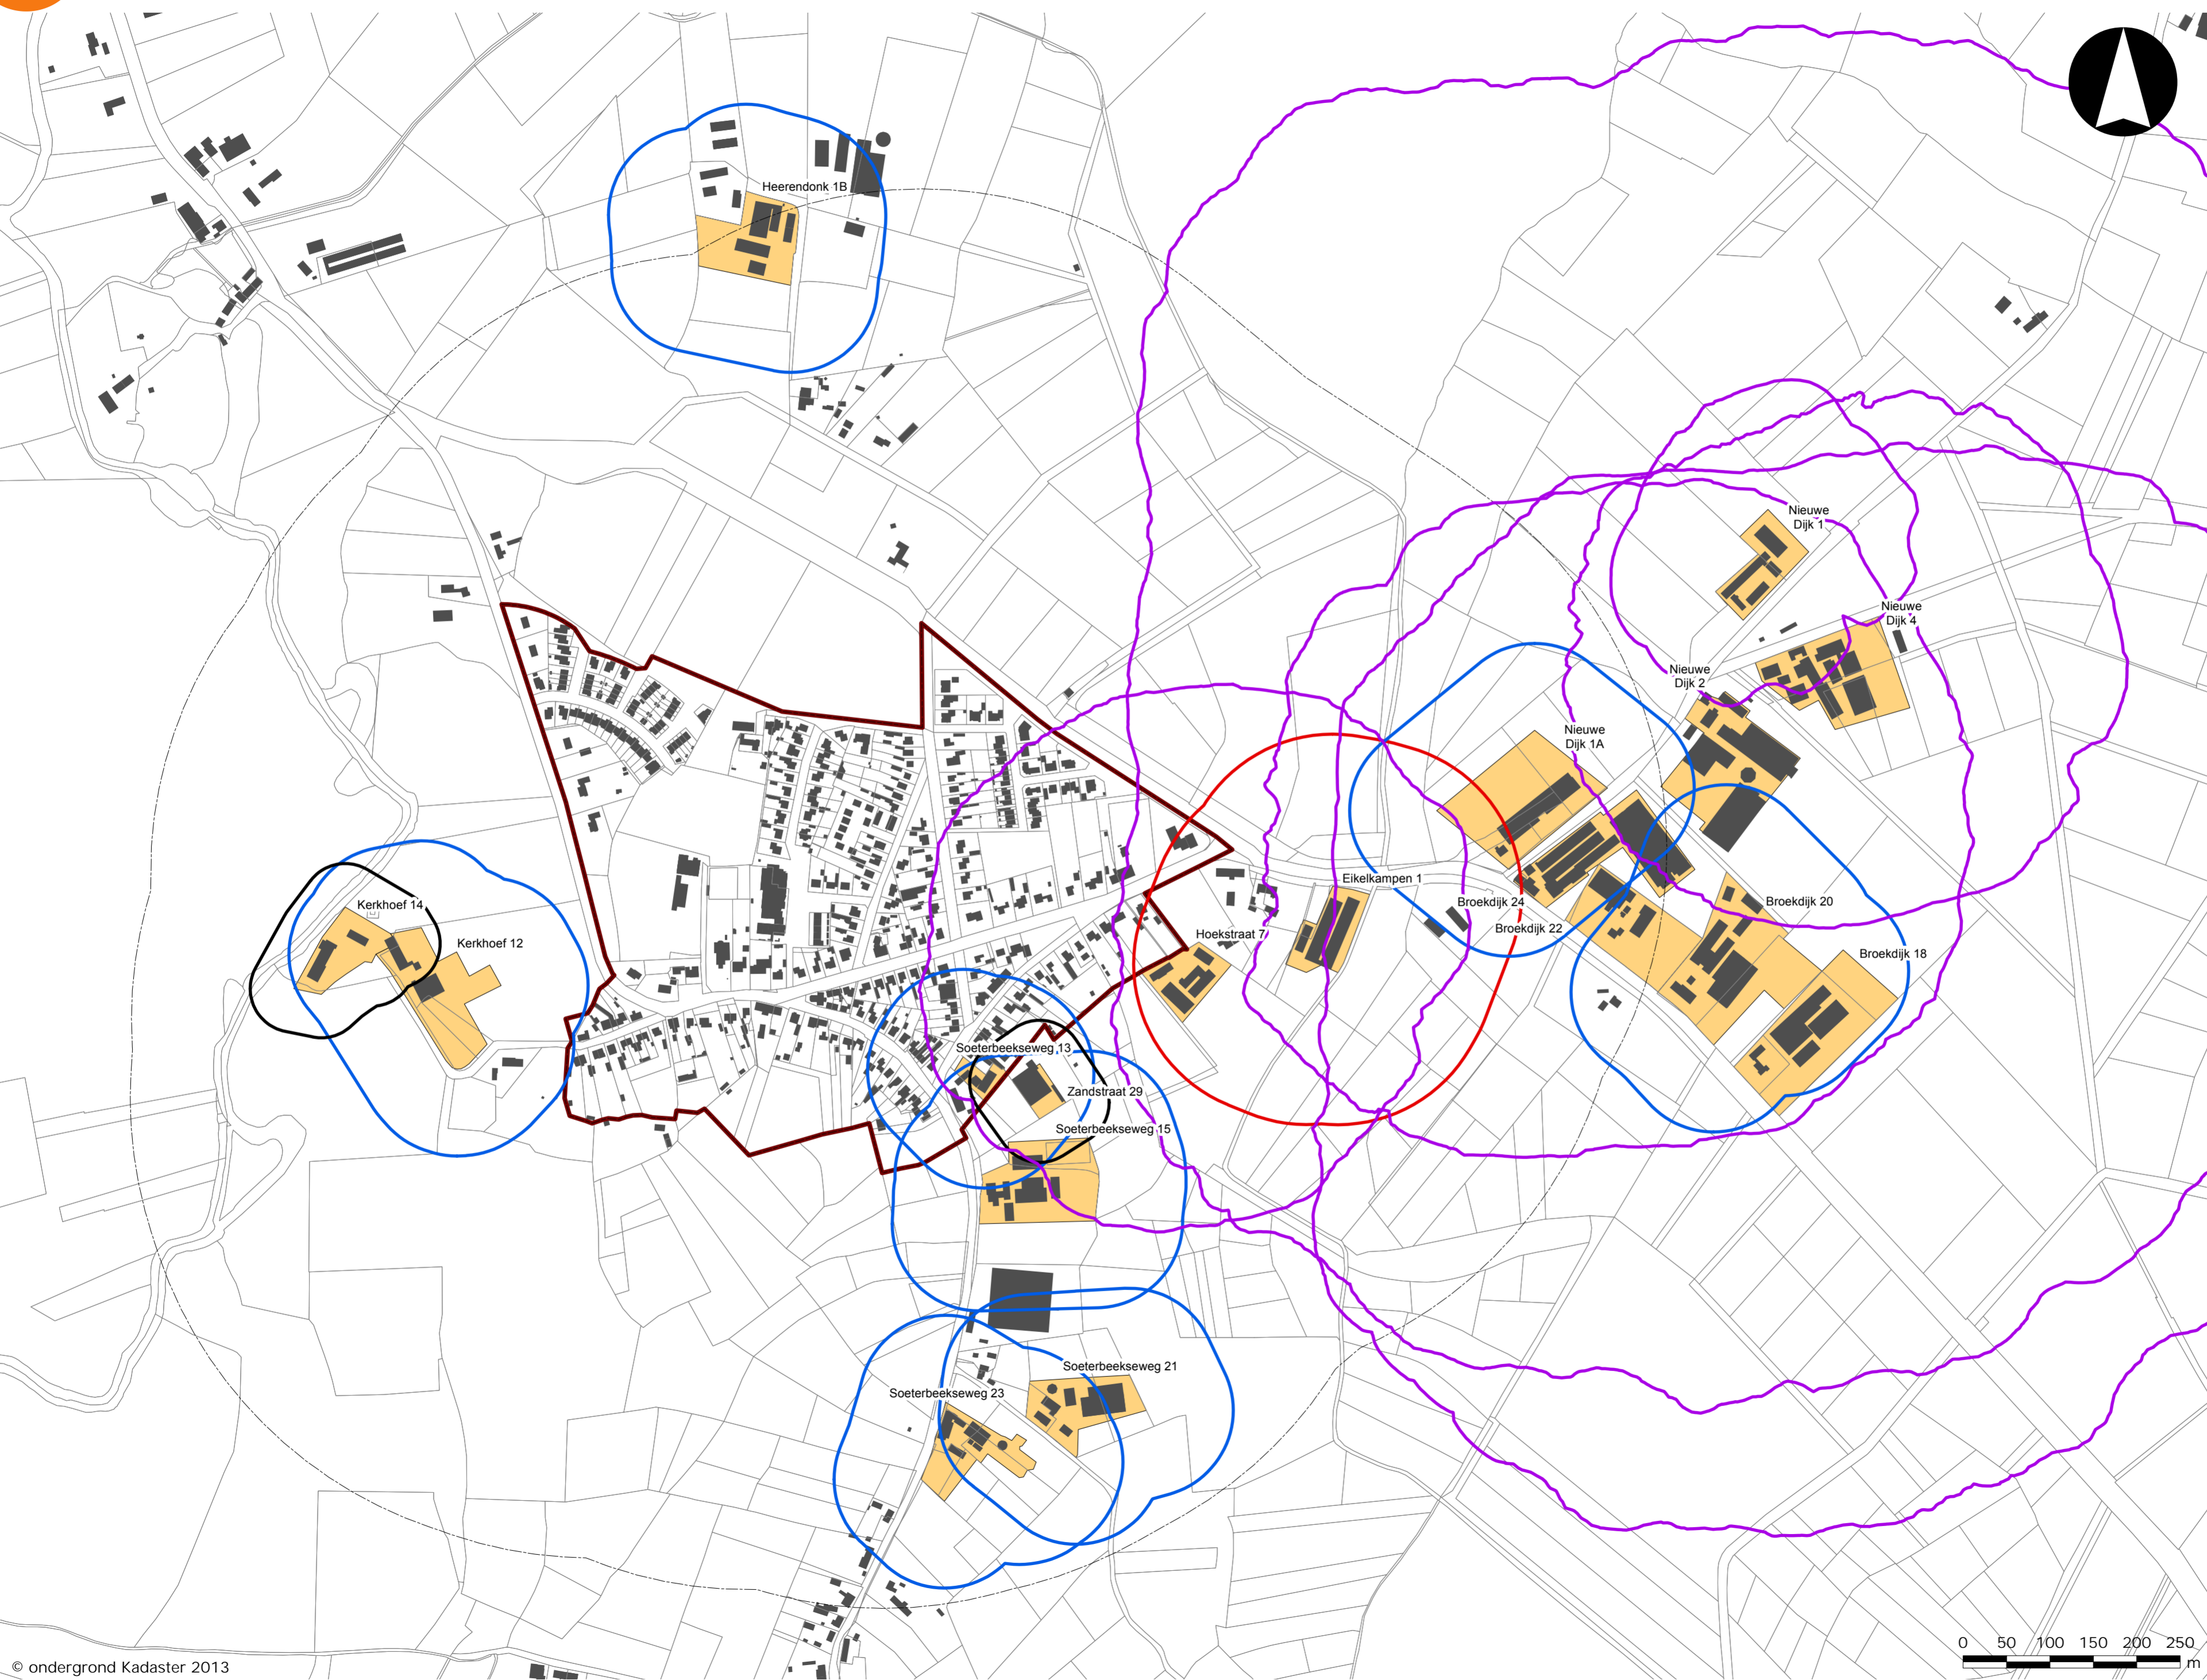 Heerendonk 1B
Nieuwe
Dijk 1
Nieuwe
Dijk 4
Nieuwe
Dijk 2
Nieuwe
Dijk 1A
Eikelkampen 1
Broekdijk 24
Broekdijk 20
Kerkhoef 14
Broekdijk 22
Hoekstraat 7
Kerkhoef 12
Broekdijk 18
Soeterbeekseweg 13
Zandstraat 29
Soeterbeekseweg 15
Soeterbeekseweg 21
Soeterbeekseweg 23
0 50 100 150 200 250
m
© ondergrond Kadaster 2013